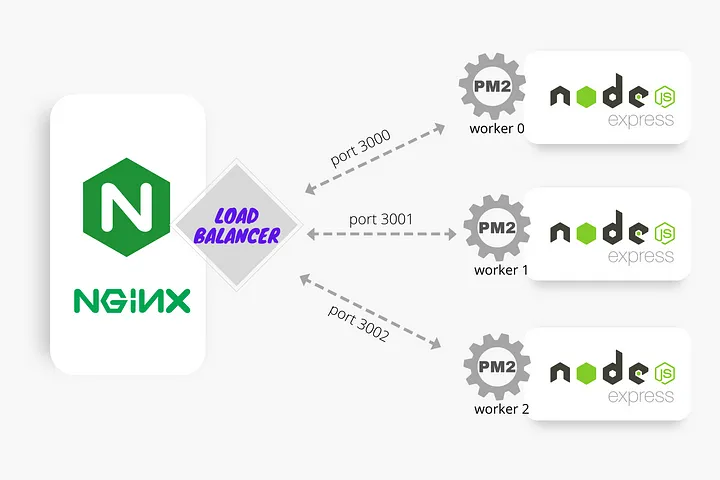 N
NGINX
LOAD
BALANCER
port 3000
port 3001
port 3002
PM2
worker 0
node
JS
express
PM2
worker 1
node
JS
express
PM2
worker 2
node
JS
express